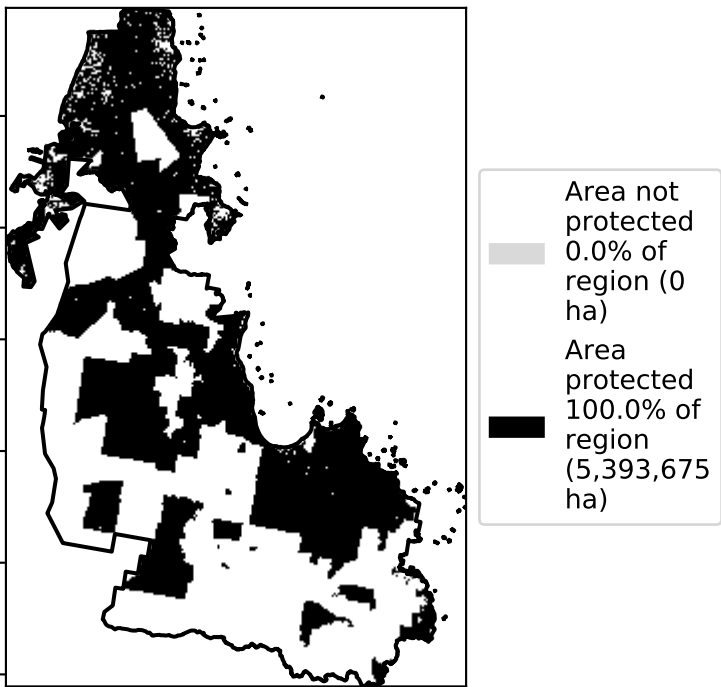 Area not
protected
0.0% of
region (0
ha)
Area
protected
100.0% of
region
(5,393,675
ha)